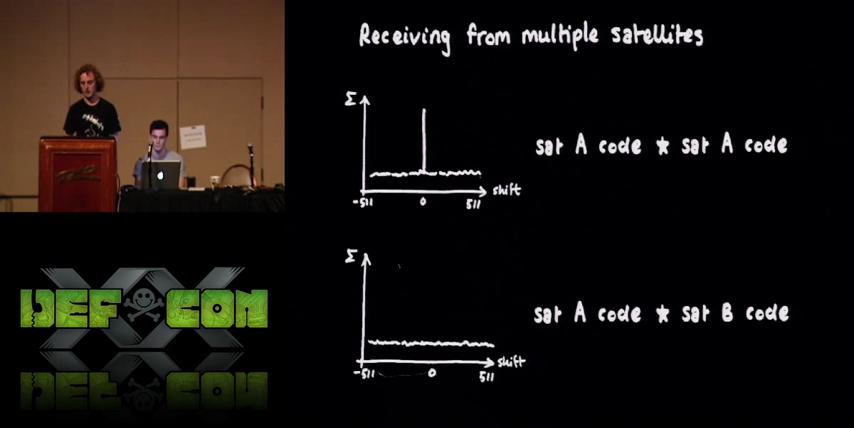 Receiving from multiple satellites
Σ
sat A code ★ sat A code
shift
-511 0 511
Σ
sat A code ★ sat B code
shift
-511 0 511
DEF CON
XX